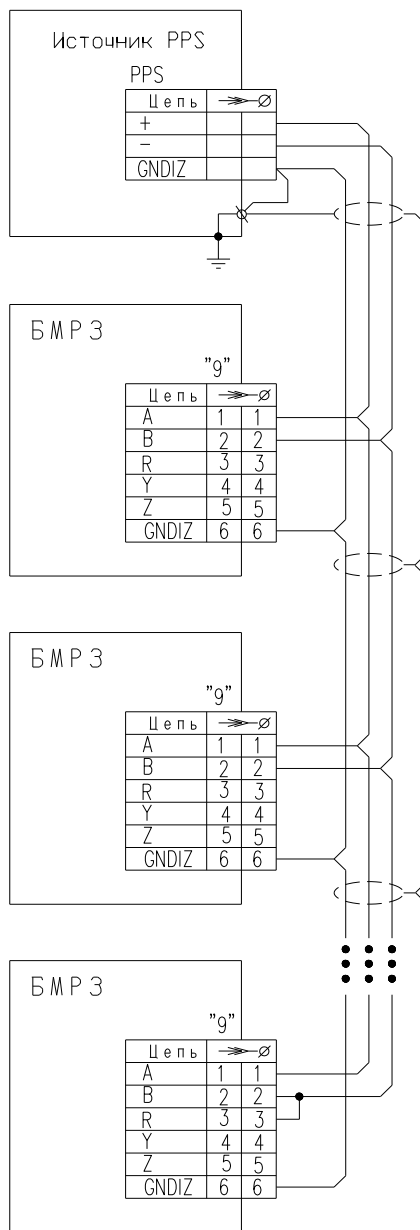 Источник PPS
PPS
Цепь
+
−
GNDIZ
БМРЗ
"9"
Цепь
A 1 1
B 2 2
R 3 3
Y 4 4
Z 5 5
GNDIZ 6 6
БМРЗ
"9"
Цепь
A 1 1
B 2 2
R 3 3
Y 4 4
Z 5 5
GNDIZ 6 6
БМРЗ
"9"
Цепь
A 1 1
B 2 2
R 3 3
Y 4 4
Z 5 5
GNDIZ 6 6